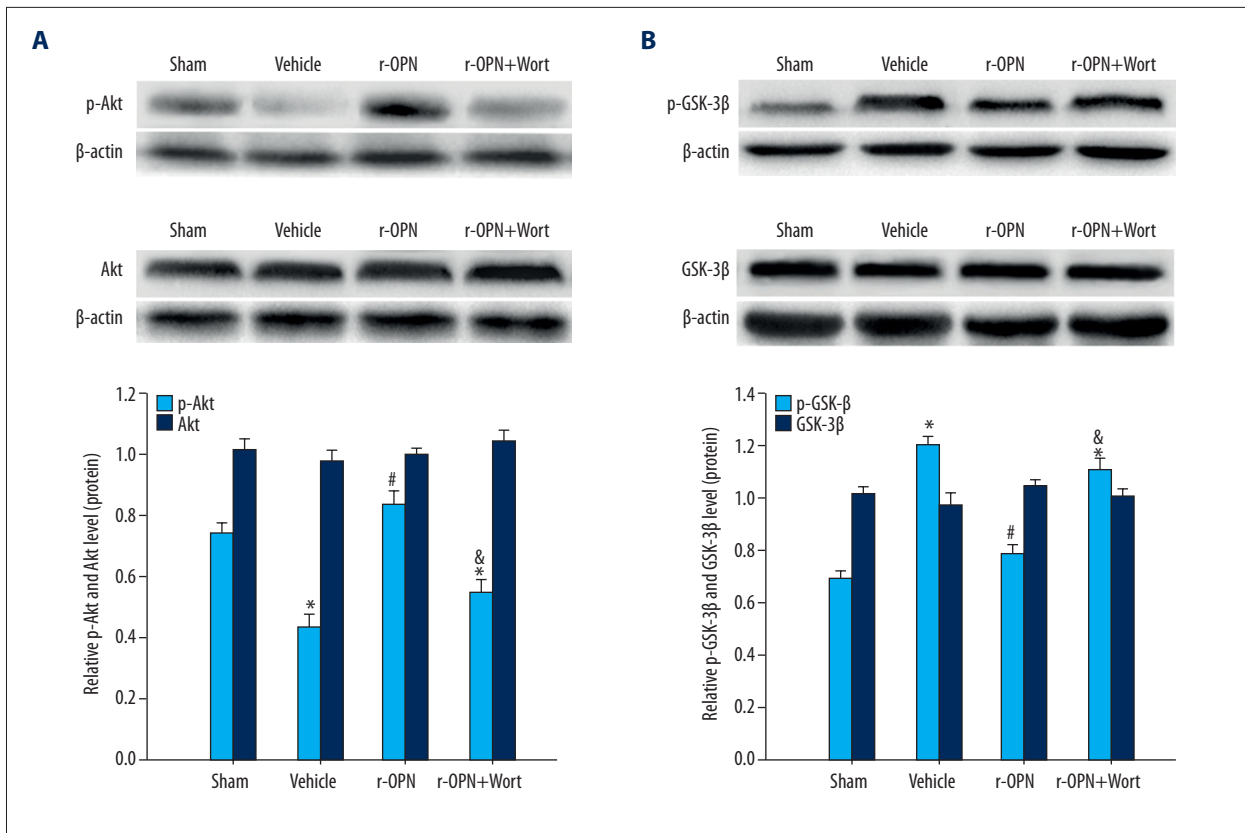 A
Sham Vehicle r-OPN r-OPN+Wort
p-Akt
β-actin
Sham Vehicle r-OPN r-OPN+Wort
Akt
β-actin
Relative p-Akt and Akt level (protein)
1.2
1.0
0.8
0.6
0.4
0.2
0.0
p-Akt
Akt
*
#
&
*
Sham Vehicle r-OPN r-OPN+Wort
B
Sham Vehicle r-OPN r-OPN+Wort
p-GSK-3β
β-actin
Sham Vehicle r-OPN r-OPN+Wort
GSK-3β
β-actin
Relative p-GSK-3β and GSK-3β level (protein)
1.4
1.2
1.0
0.8
0.6
0.4
0.2
0.0
p-GSK-β
GSK-3β
*
#
&
*
Sham Vehicle r-OPN r-OPN+Wort